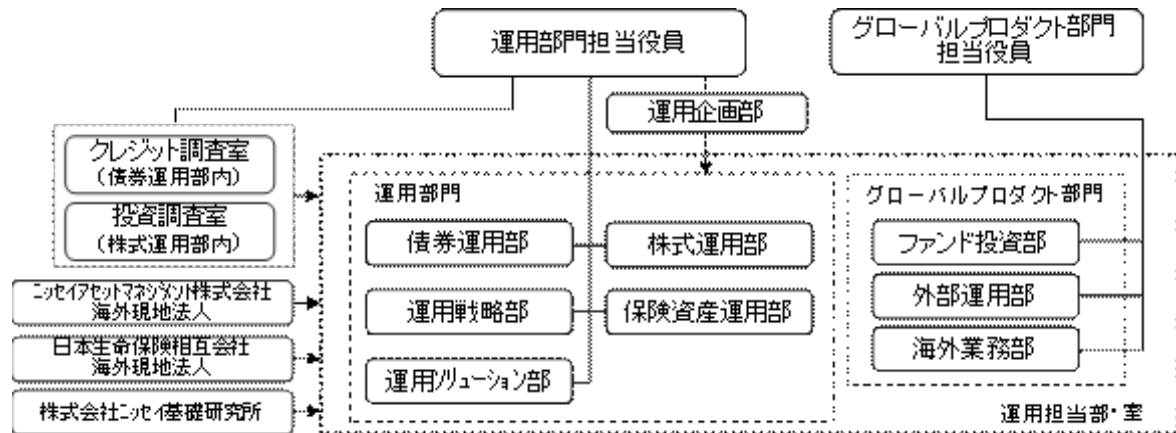 運用部門担当役員
グローバルプロダクト部門
担当役員
運用企画部
クレジット調査室
（債券運用部内）
投資調査室
（株式運用部内）
運用部門
グローバルプロダクト部門
債券運用部
株式運用部
ファンド投資部
ニッセイアセットマネジメント株式会社
海外現地法人
運用戦略部
保険資産運用部
外部運用部
日本生命保険相互会社
海外現地法人
運用ソリューション部
海外業務部
株式会社ニッセイ基礎研究所
運用担当部・室